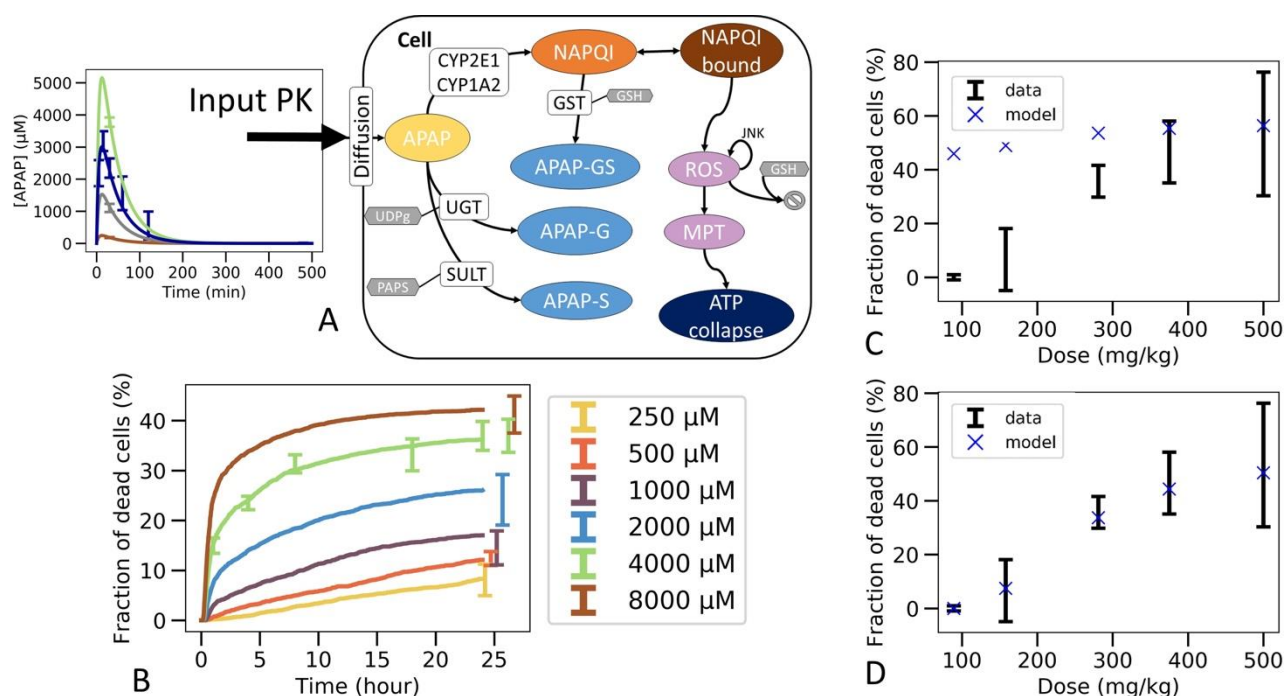 [APAP] (μM)
5000
4000
3000
2000
1000
0
0 100 200 300 400 500
Time (min)
Input PK
A
Cell
Diffusion
APAP
CYP2E1
CYP1A2
NAPQI
NAPQI
bound
GST
GSH
APAP-GS
JNK
ROS
GSH
UDPg
UGT
APAP-G
MPT
PAPS
SULT
APAP-S
ATP
collapse
Fraction of dead cells (%)
40
30
20
10
0
0 5 10 15 20 25
Time (hour)
B
250 μM
500 μM
1000 μM
2000 μM
4000 μM
8000 μM
Fraction of dead cells (%)
80
60
40
20
0
data
model
100 200 300 400 500
Dose (mg/kg)
C
Fraction of dead cells (%)
80
60
40
20
0
data
model
100 200 300 400 500
Dose (mg/kg)
D